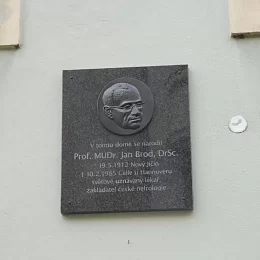 V tomto domě se narodil
Prof. MUDr. Jan Brod, DrSc.
* 19.5.1912 Nový Jičín
† 10.2.1985 Celle u Hannoveru
světově uznávaný lékař,
zakladatel české nefrologie